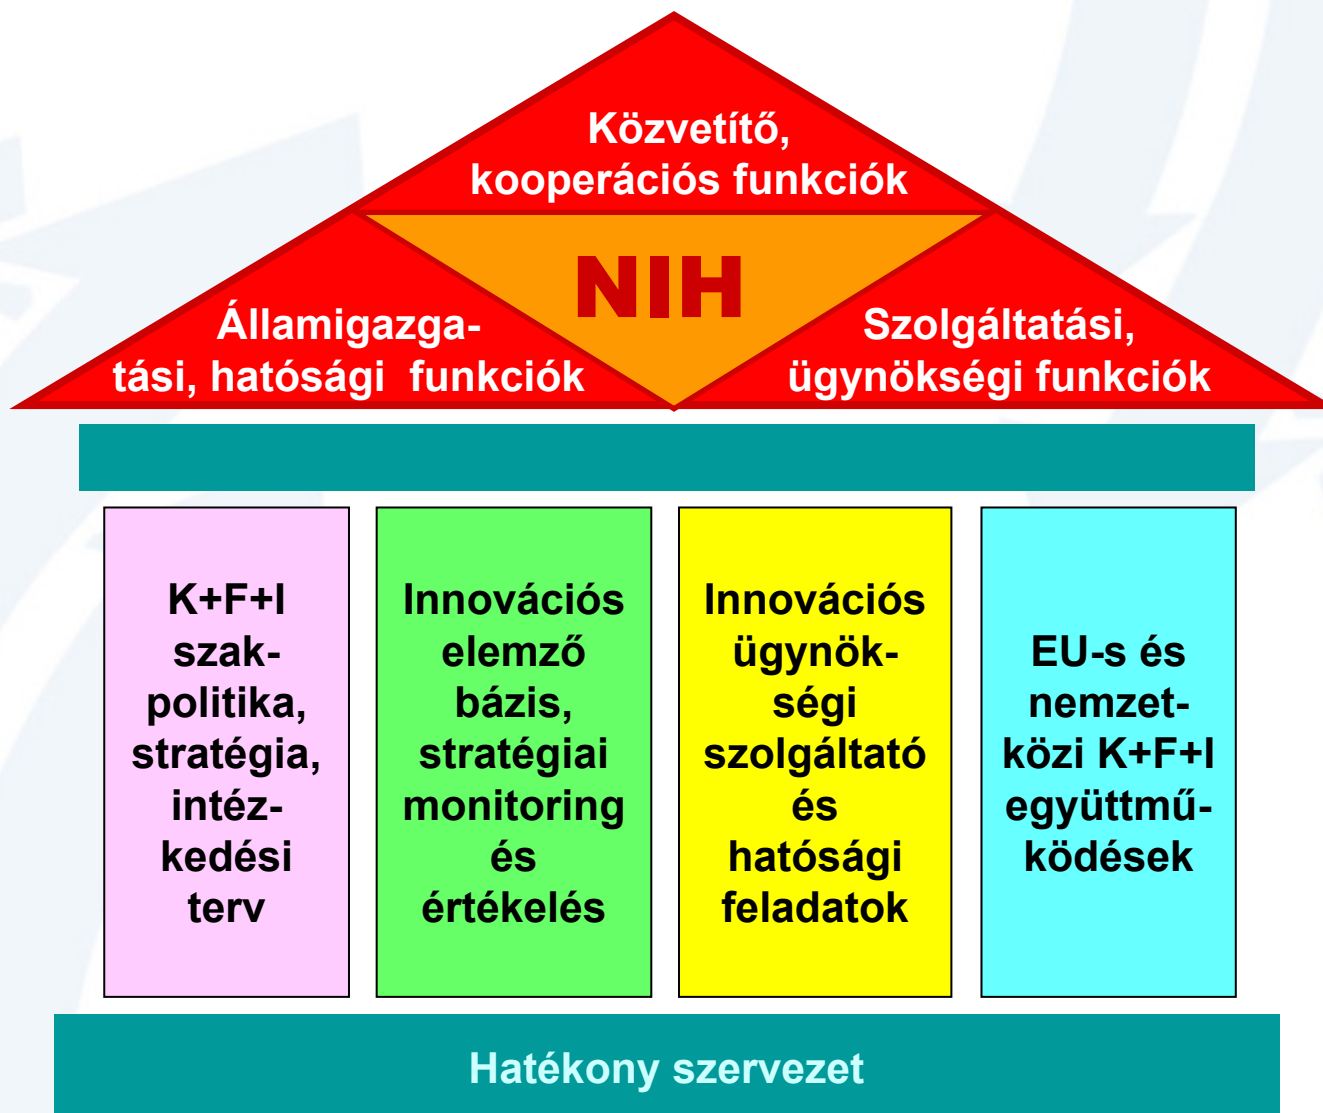 Közvetítő,
kooperációs funkciók
NIH
Államigazga-
tási, hatósági  funkciók
Szolgáltatási,
ügynökségi funkciók
K+F+I
szak-
politika,
stratégia,
intéz-
kedési
terv
Innovációs
elemző
bázis,
stratégiai
monitoring
és
értékelés
Innovációs
ügynök-
ségi
szolgáltató
és
hatósági
feladatok
EU-s és
nemzet-
közi K+F+I
együttmű-
ködések
Hatékony szervezet